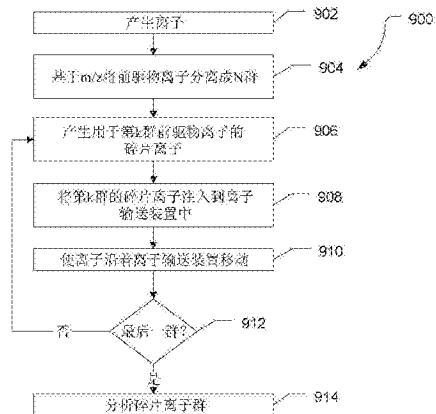 产生离子
902
900
基于m/z将前驱物离子分离成N群
904
产生用于第k群前驱物离子的
碎片离子
906
将第k群的碎片离子注入到离子
输送装置中
908
使离子沿着离子输送装置移动
910
最后一群?
912
否
是
分析碎片离子群
914